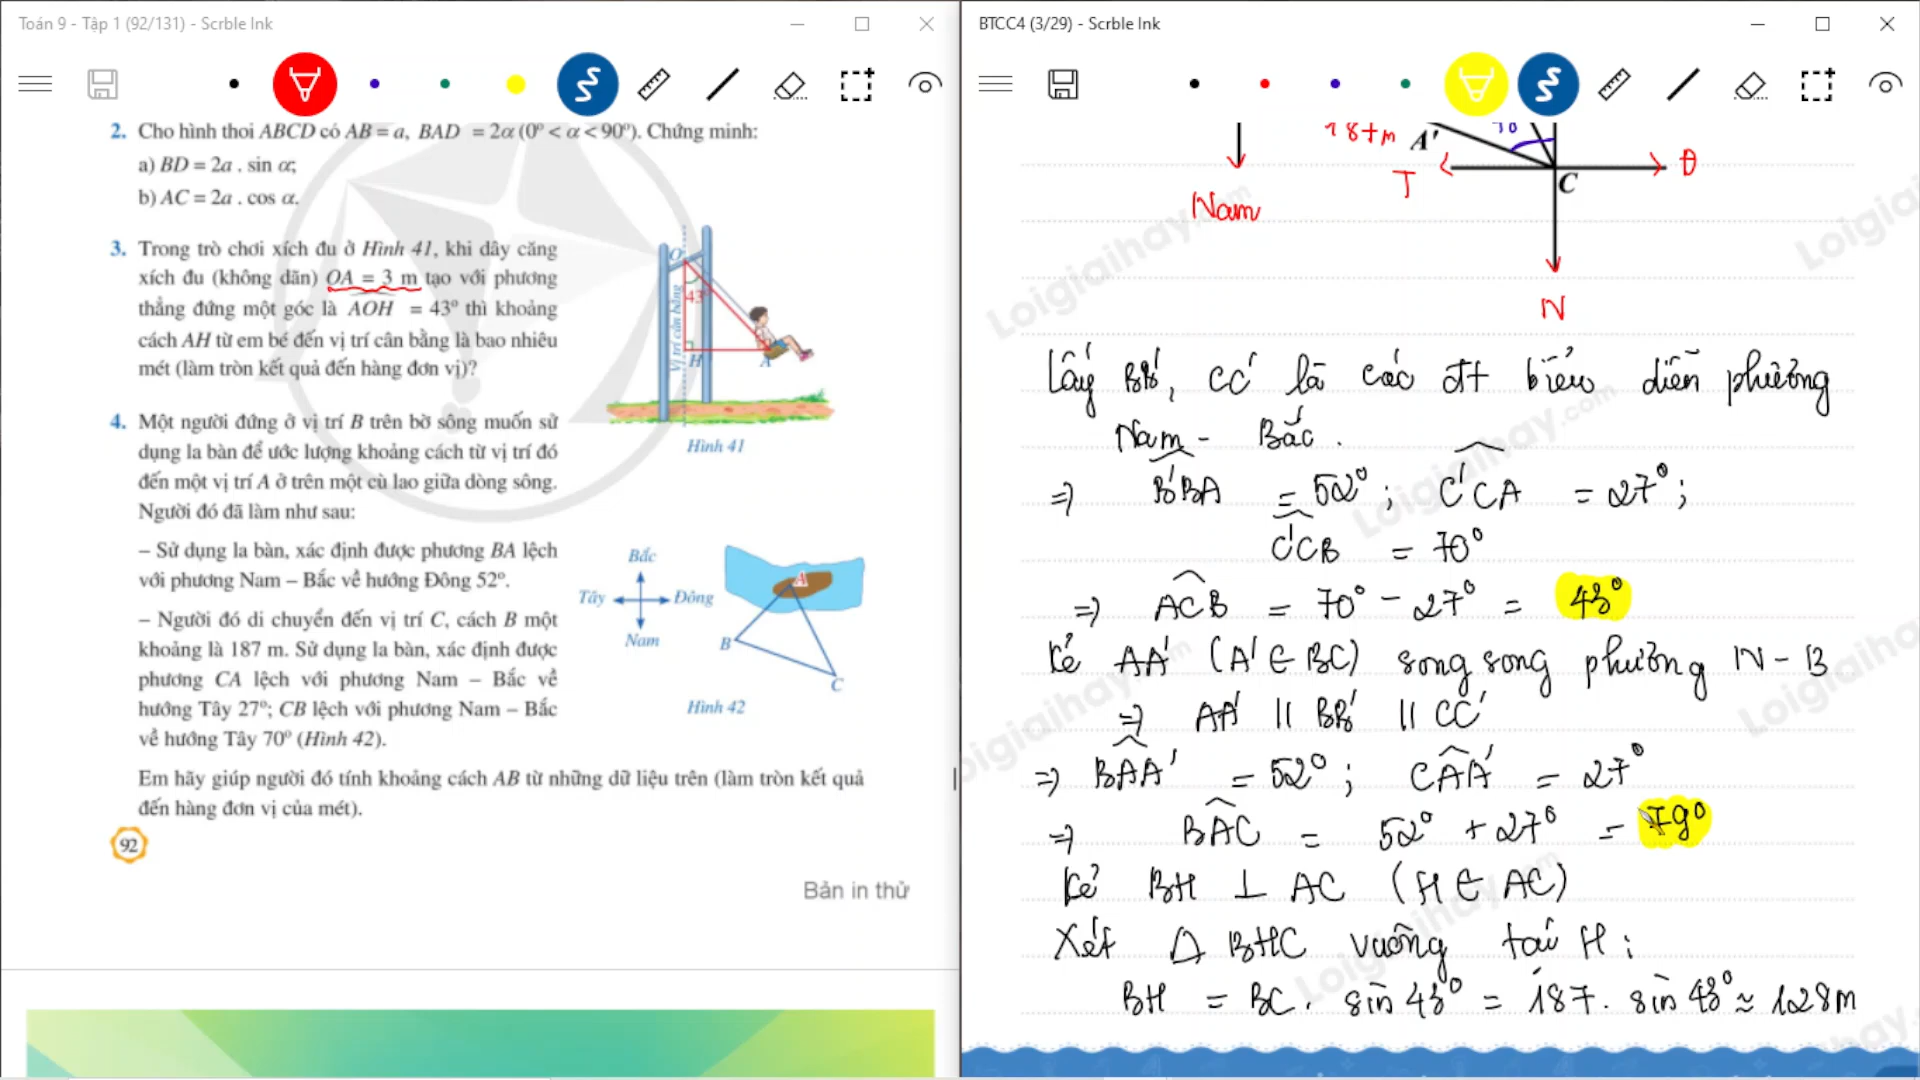 Toán 9 - Tập 1 (92/131) - Scrble Ink
2. Cho hình thoi ABCD có AB = a, BAD = 2α (0° < α < 90°). Chứng minh:
a) BD = 2a . sin α;
b) AC = 2a . cos α.
3. Trong trò chơi xích đu ở Hình 41, khi dây căng
xích đu (không dãn) OA = 3 m tạo với phương
thẳng đứng một góc là AOH = 43° thì khoảng
cách AH từ em bé đến vị trí cân bằng là bao nhiêu
mét (làm tròn kết quả đến hàng đơn vị)?
O
43°
Vị trí cân bằng
H
A
Hình 41
4. Một người đứng ở vị trí B trên bờ sông muốn sử
dụng la bàn để ước lượng khoảng cách từ vị trí đó
đến một vị trí A ở trên một cù lao giữa dòng sông.
Người đó đã làm như sau:
– Sử dụng la bàn, xác định được phương BA lệch
với phương Nam – Bắc về hướng Đông 52°.
– Người đó di chuyển đến vị trí C, cách B một
khoảng là 187 m. Sử dụng la bàn, xác định được
phương CA lệch với phương Nam – Bắc về
hướng Tây 27°; CB lệch với phương Nam – Bắc
về hướng Tây 70° (Hình 42).
Bắc
Tây
Đông
Nam
A
B
C
Hình 42
Em hãy giúp người đó tính khoảng cách AB từ những dữ liệu trên (làm tròn kết quả
đến hàng đơn vị của mét).
92
Bản in thử
BTCC4 (3/29) - Scrble Ink
187m
A'
T
C
Đ
Nam
N
Lấy BB', CC' là các đt biểu diễn phương
Nam - Bắc.
⇒ B'BA = 52°; C'CA = 27°;
C'CB = 70°
⇒ ACB = 70° - 27° = 43°
Kẻ AA' (A' ∈ BC) song song phương N - B
⇒ AA' || BB' || CC'
⇒ BAA' = 52°; CAA' = 27°
⇒ BAC = 52° + 27° = 79°
Kẻ BH ⊥ AC (H ∈ AC)
Xét Δ BHC vuông tại H:
BH = BC. sin 43° = 187. sin 43° ≈ 128m
Loigiaihay.com